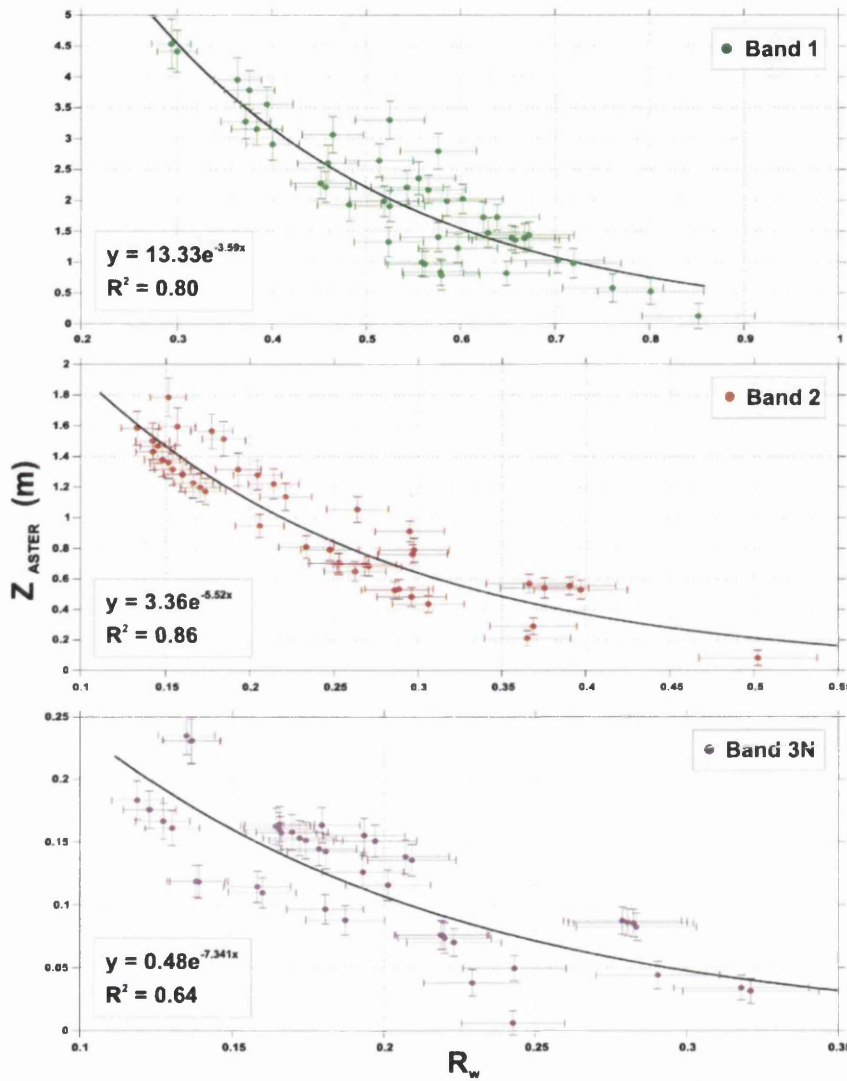 5
4.5
4
3.5
3
2.5
2
1.5
1
0.5
0
Band 1
y = 13.33e^-3.59x
R² = 0.80
0.2 0.3 0.4 0.5 0.6 0.7 0.8 0.9 1
2
1.8
1.6
1.4
1.2
1
0.8
0.6
0.4
0.2
0
Band 2
Z ASTER (m)
y = 3.36e^-5.52x
R² = 0.86
0.1 0.15 0.2 0.25 0.3 0.35 0.4 0.45 0.5 0.55
0.25
0.2
0.15
0.1
0.05
0
Band 3N
y = 0.48e^-7.341x
R² = 0.64
0.1 0.15 0.2 0.25 0.3 0.35
R_w